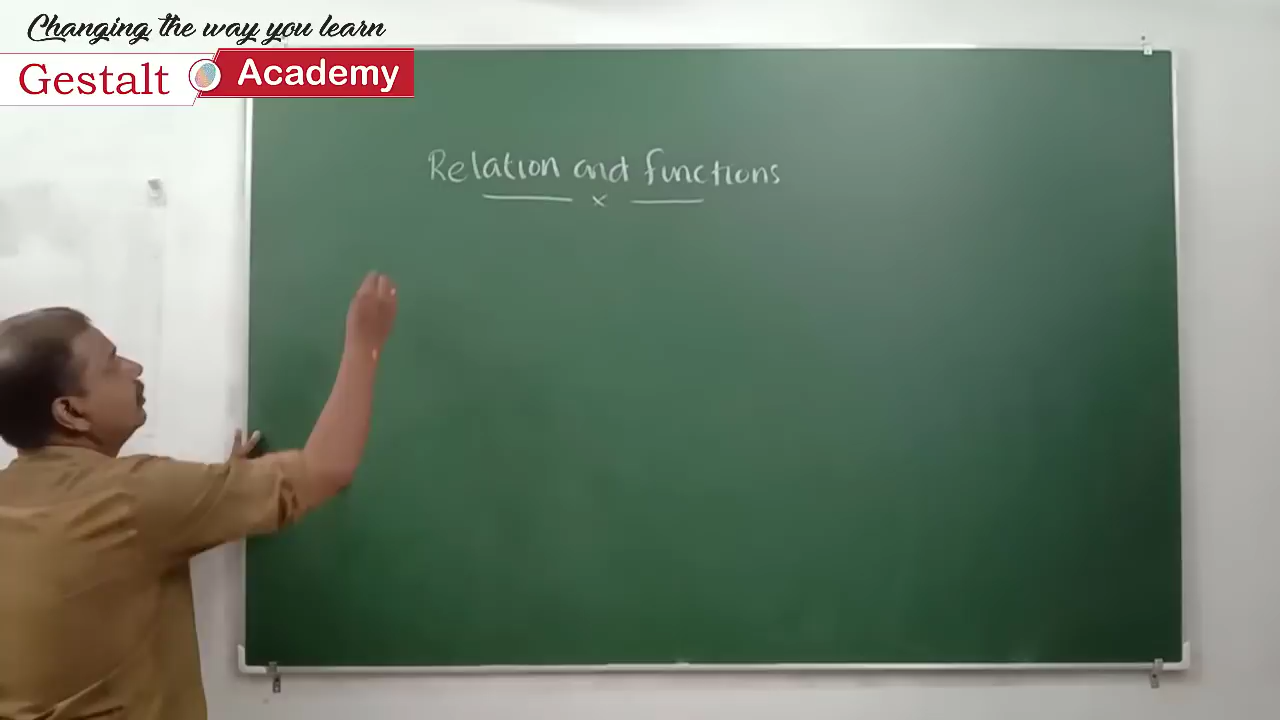 Changing the way you learn
Gestalt Academy
Relation and functions
x